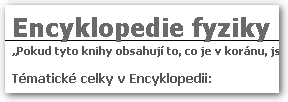 Encyklopedie fyziky
„Pokud tyto knihy obsahují to, co je v koránu, js
Tématické celky v Encyklopedii: